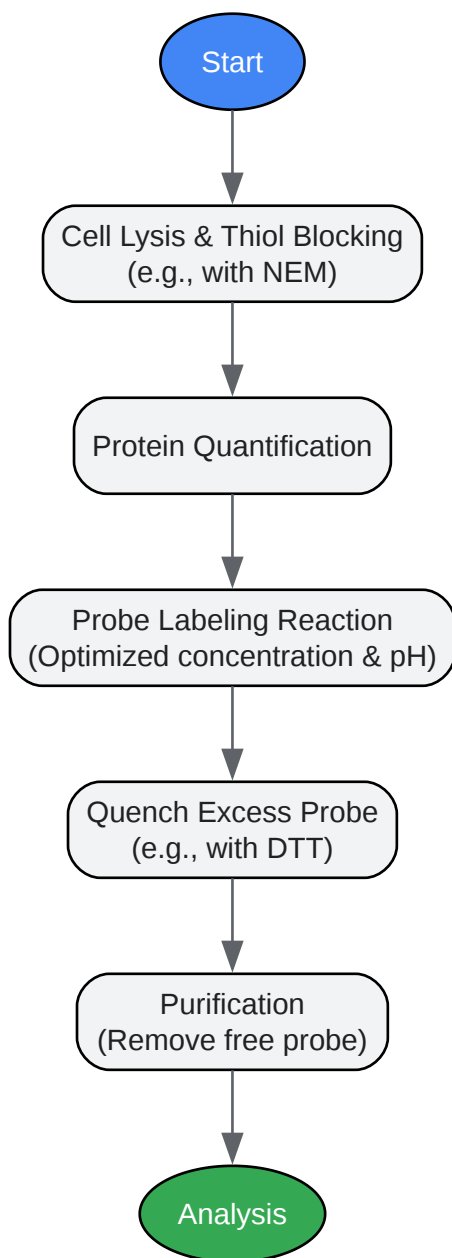 Start
Cell Lysis & Thiol Blocking
(e.g., with NEM)
Protein Quantification
Probe Labeling Reaction
(Optimized concentration & pH)
Quench Excess Probe
(e.g., with DTT)
Purification
(Remove free probe)
Analysis